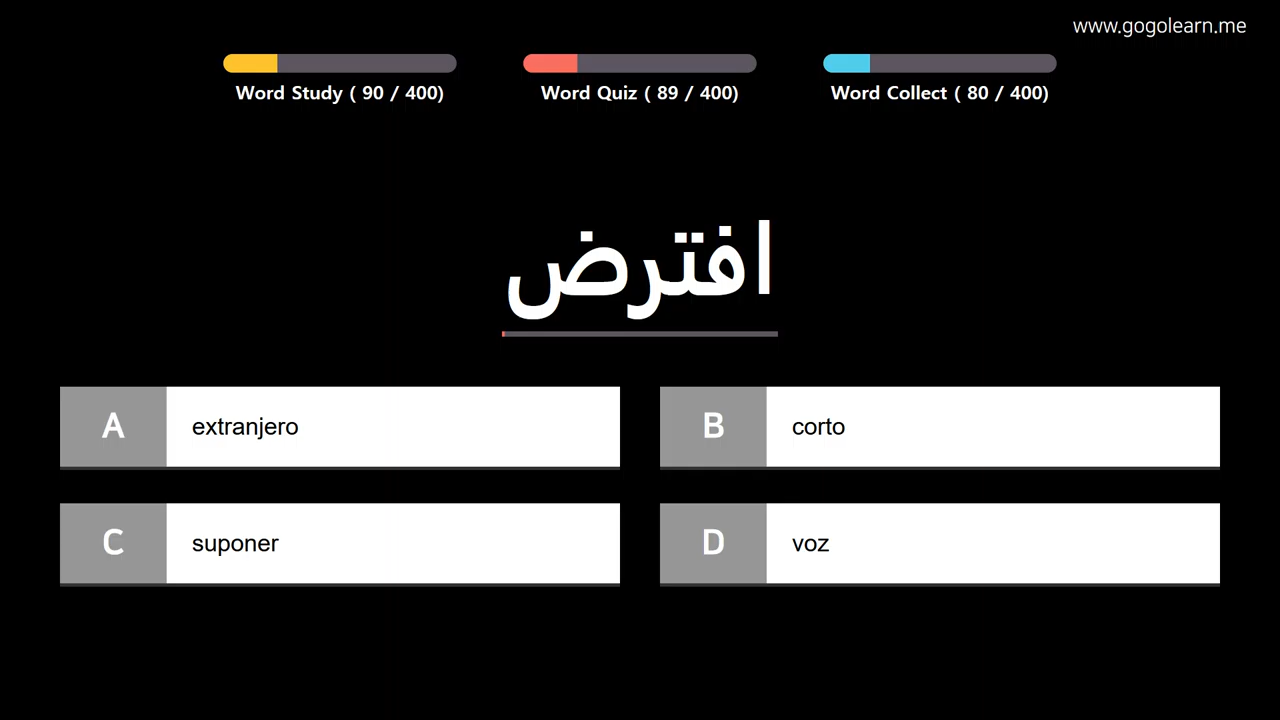 www.gogolearn.me
Word Study ( 90 / 400)
Word Quiz ( 89 / 400)
Word Collect ( 80 / 400)
افترض
A extranjero
B corto
C suponer
D voz